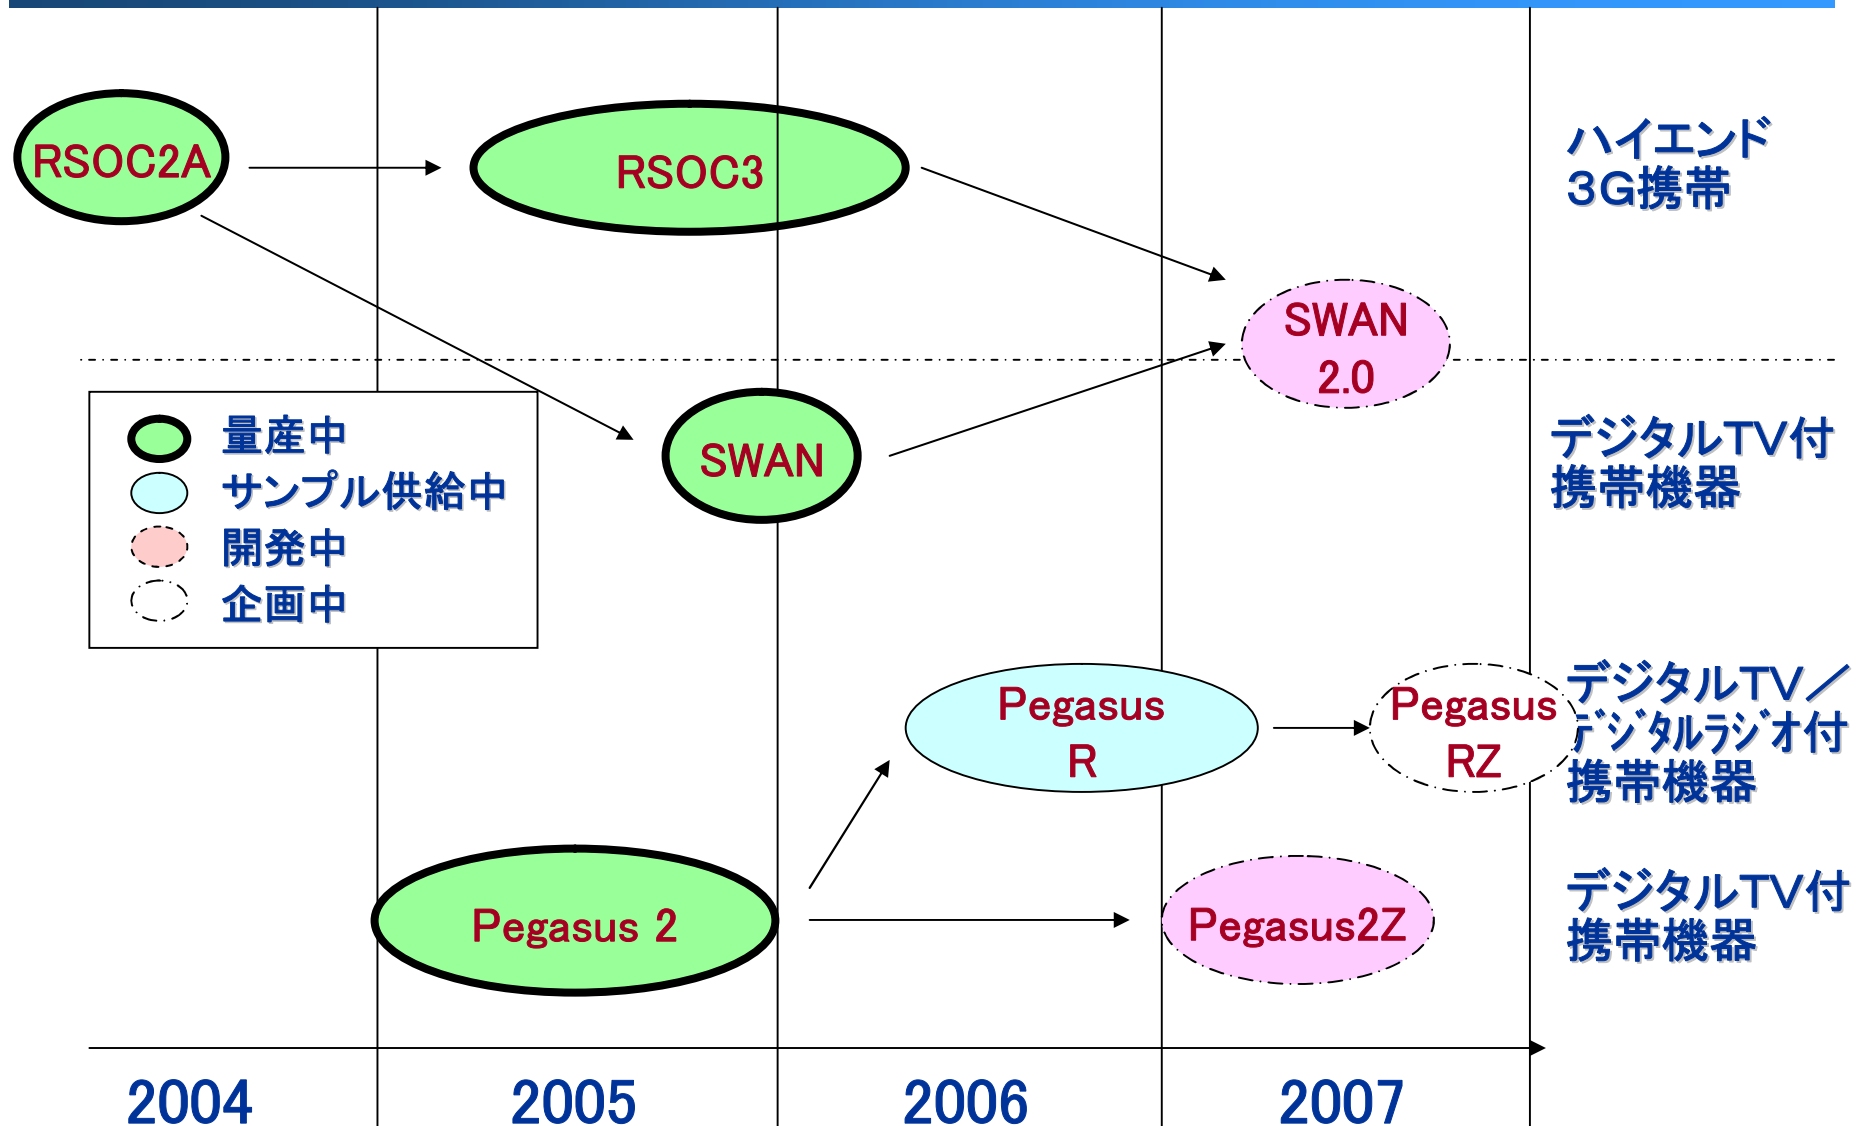 RSOC2A
RSOC3
ハイエンド
３G携帯
SWAN
2.0
SWAN
デジタルTV付
携帯機器
量産中
サンプル供給中
開発中
企画中
Pegasus
R
Pegasus
RZ
デジタルTV／
ﾃﾞｼﾞﾀﾙﾗｼﾞｵ付
携帯機器
Pegasus 2
Pegasus2Z
デジタルTV付
携帯機器
2004
2005
2006
2007